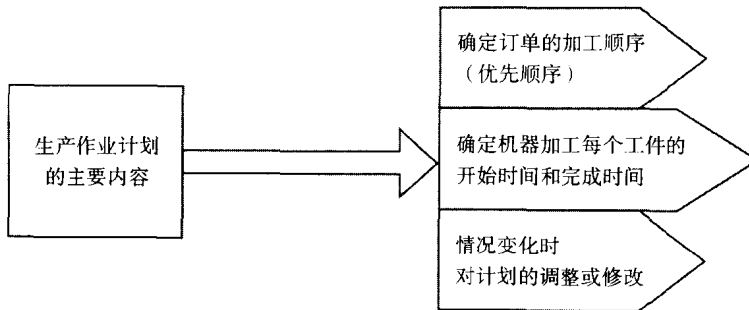 生产作业计划
的主要内容
确定订单的加工顺序
（优先顺序）
确定机器加工每个工件的
开始时间和完成时间
情况变化时
对计划的调整或修改